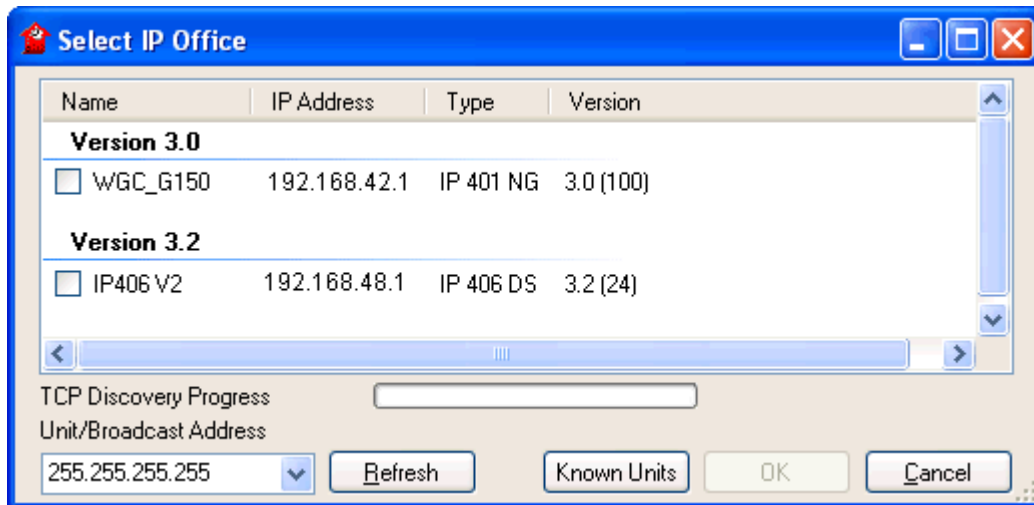 Select IP Office
Name IP Address Type Version
Version 3.0
WGC_G150 192.168.42.1 IP 401 NG 3.0 (100)
Version 3.2
IP406 V2 192.168.48.1 IP 406 DS 3.2 (24)
TCP Discovery Progress
Unit/Broadcast Address
255.255.255.255 Refresh Known Units OK Cancel